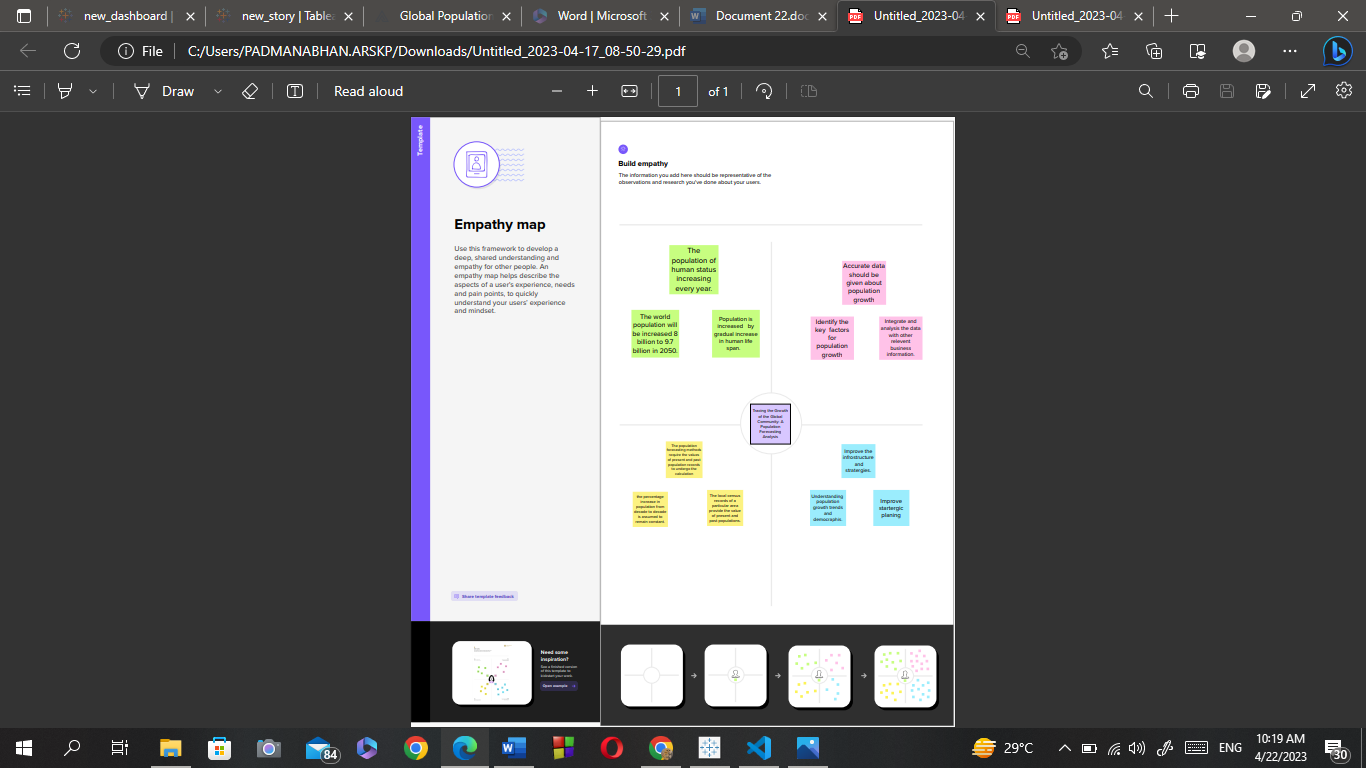 new_dashboard |
new_story | Table
Global Population
Word | Microsoft
Document 22.doc
Untitled_2023-04
Untitled_2023-04
File
C:/Users/PADMANABHAN.ARSKP/Downloads/Untitled_2023-04-17_08-50-29.pdf
Draw
Read aloud
1
of 1
Template
Empathy map
Use this framework to develop a
deep, shared understanding and
empathy for other people. An
empathy map helps describe the
aspects of a user's experience, needs
and pain points, to quickly
understand your users' experience
and mindset.
Share template feedback
Need some
inspiration?
See a finished version
of this template to
kickstart your work.
Open example
Build empathy
The information you add here should be representative of the
observations and research you've done about your users.
The
population of
human status
increasing
every year.
The world
population will
be increased 8
billion to 9.7
billion in 2050.
Population is
increased by
gradual increase
in human life
span.
Accurate data
should be
given about
population
growth
Identify the
key factors
for
population
growth
Integrate and
analysis the data
with other
relevent
business
information.
Tracing the Growth
of the Global
Community: A
Population
Forecasting
Analysis
The population
forecasting methods
require the values
of present and past
population records
to undergo the
calculation
the percentage
increase in
population from
decade to decade
is assumed to
remain constant.
The local census
records of a
particular area
provide the value
of present and
past populations.
Improve the
infrostructure
and
stratergies.
Understanding
population
growth trends
and
demographis.
Improve
startergic
planing
84
29°C
ENG
10:19 AM
4/22/2023
30